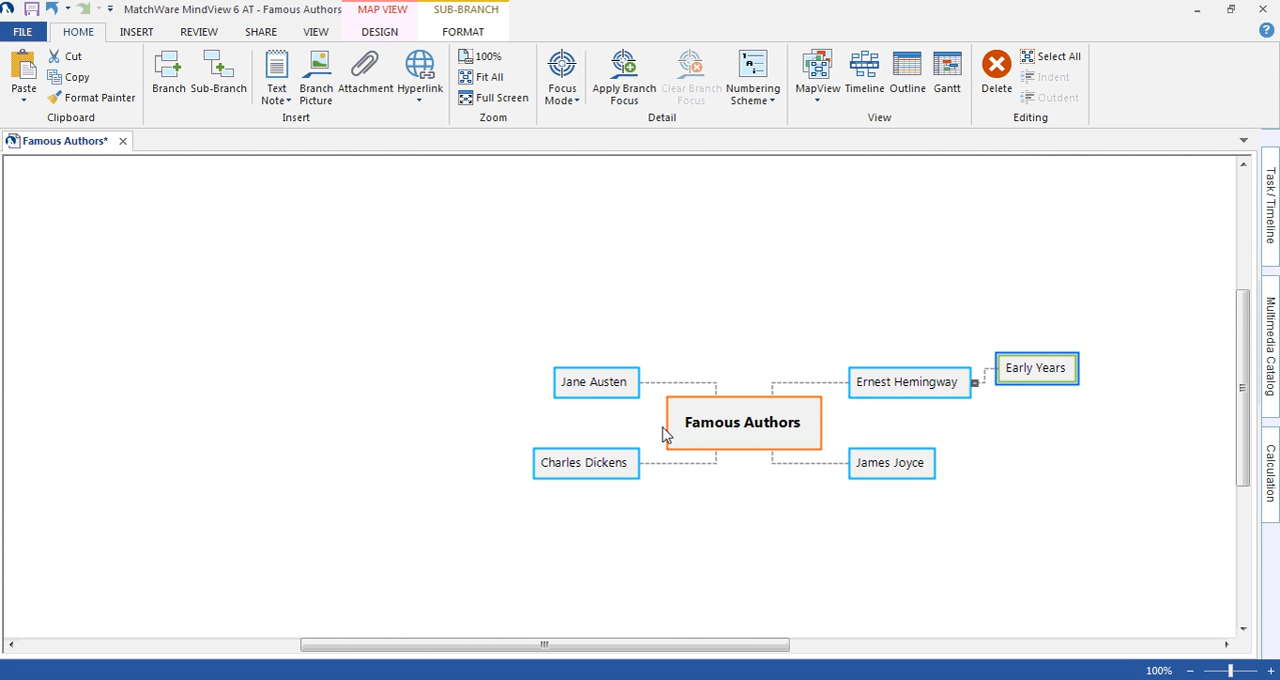 MatchWare MindView 6 AT - Famous Authors
MAP VIEW
SUB-BRANCH
FILE
HOME
INSERT
REVIEW
SHARE
VIEW
DESIGN
FORMAT
Paste
Cut
Copy
Format Painter
Clipboard
Branch
Sub-Branch
Text Note
Branch Picture
Attachment
Hyperlink
Insert
100%
Fit All
Full Screen
Zoom
Focus Mode
Apply Branch Focus
Clear Branch Focus
Numbering Scheme
Detail
MapView
Timeline
Outline
Gantt
View
Delete
Select All
Indent
Outdent
Editing
Famous Authors*
Task/Timeline
Multimedia Catalog
Calculation
Early Years
Jane Austen
Ernest Hemingway
Famous Authors
Charles Dickens
James Joyce
100%